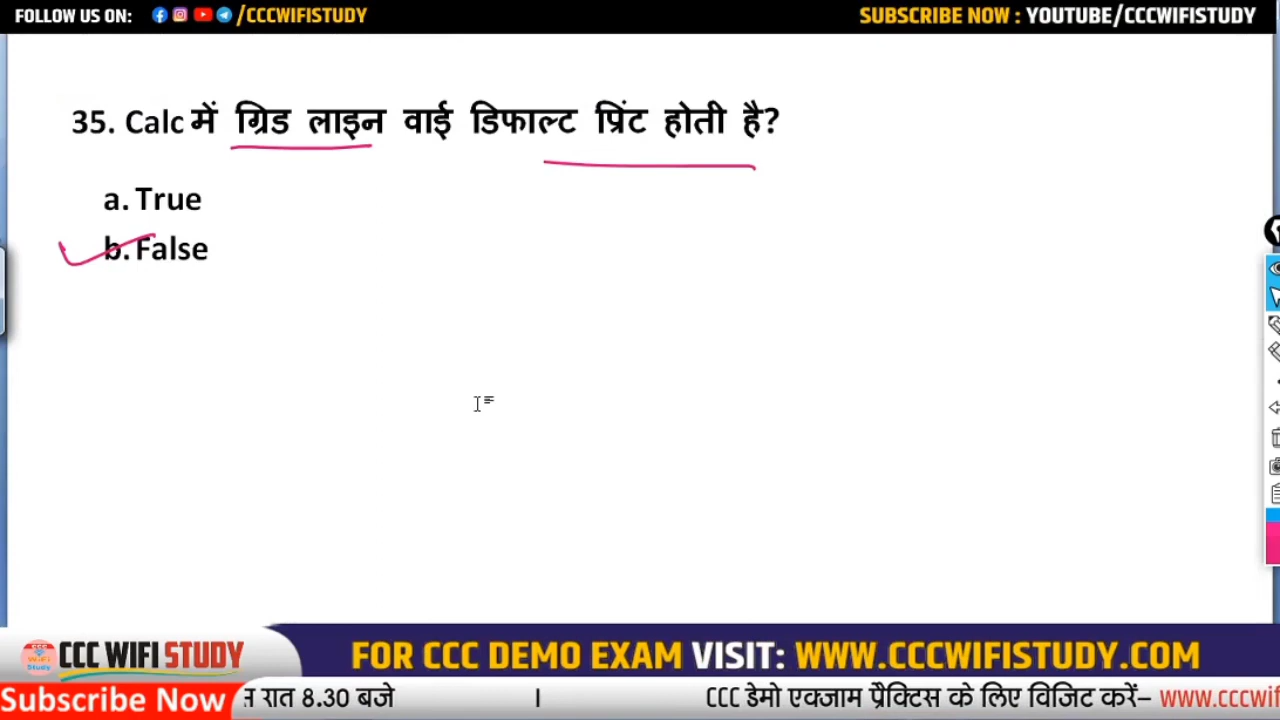 FOLLOW US ON: /CCCWIFISTUDY
SUBSCRIBE NOW : YOUTUBE/CCCWIFISTUDY
35. Calc में ग्रिड लाइन वाई डिफाल्ट प्रिंट होती है?
a. True
b. False
CCC WIFI STUDY
FOR CCC DEMO EXAM VISIT: WWW.CCCWIFISTUDY.COM
Subscribe Now
रात 8.30 बजे । CCC डेमो एक्जाम प्रैक्टिस के लिए विजिट करें– www.cccwif